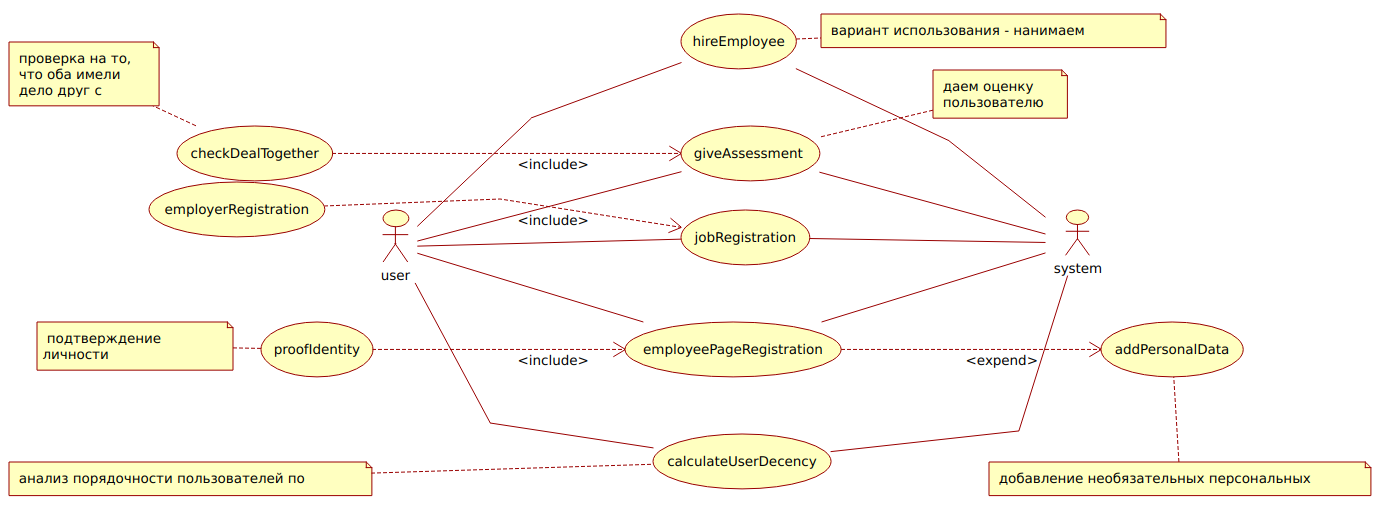 hireEmployee
вариант использования - нанимаем
проверка на то,
что оба имели
дело друг с
даем оценку
пользователю
checkDealTogether
<include>
giveAssessment
employerRegistration
<include>
jobRegistration
user
system
подтверждение
личности
proofIdentity
<include>
employeePageRegistration
<expend>
addPersonalData
calculateUserDecency
анализ порядочности пользователей по
добавление необязательных персональных